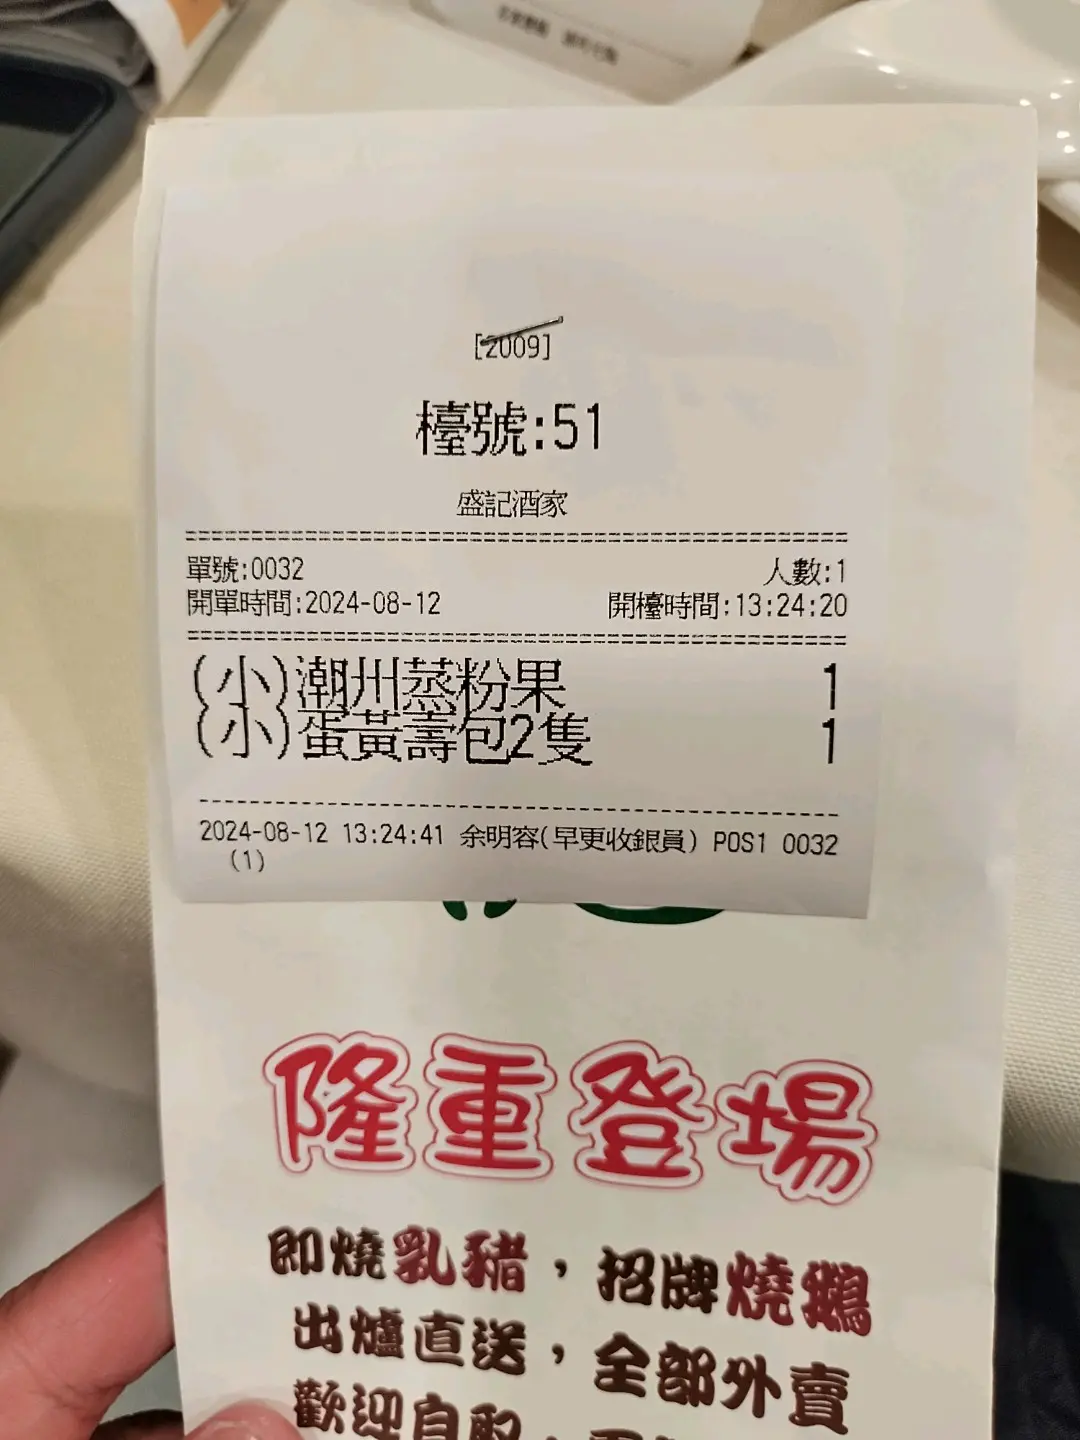 [2009]
檯號:51
盛記酒家
單號:0032 人數:1
開單時間:2024-08-12 開檯時間:13:24:20
(小)潮州蒸粉果 1
(小)蛋黃壽包2隻 1
2024-08-12 13:24:41 余明容(早更收銀員) POS1 0032
(1)
隆重登場
即燒乳豬，招牌燒鵝
出爐直送，全部外賣
歡迎自取，